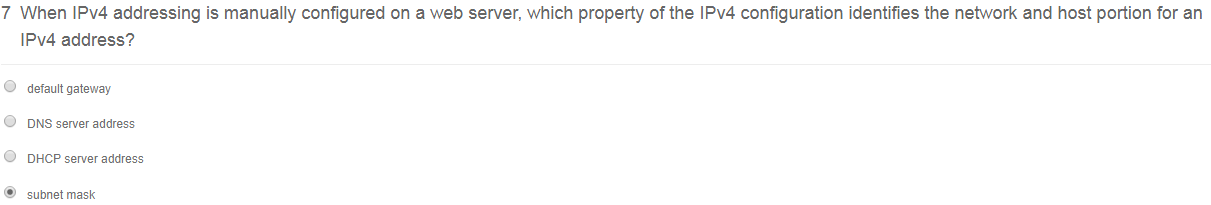 7 When IPv4 addressing is manually configured on a web server, which property of the IPv4 configuration identifies the network and host portion for an
IPv4 address?
default gateway
DNS server address
DHCP server address
subnet mask